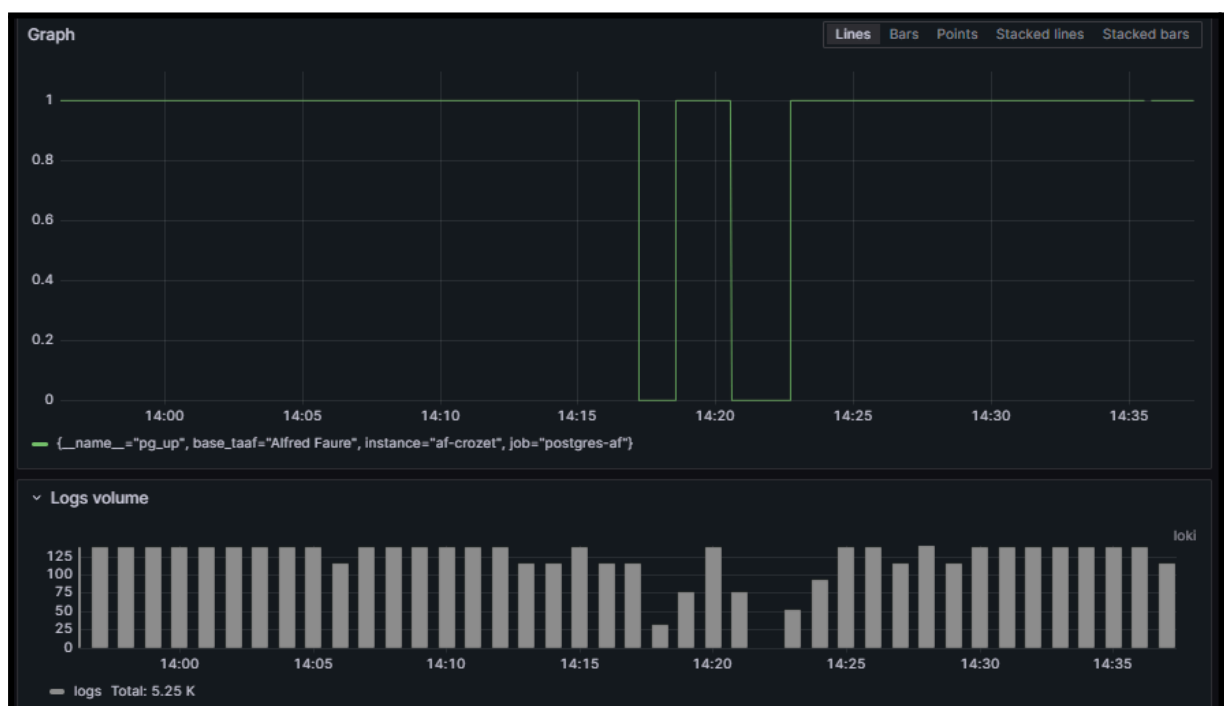 Graph
Lines Bars Points Stacked lines Stacked bars
1
0.8
0.6
0.4
0.2
0
14:00 14:05 14:10 14:15 14:20 14:25 14:30 14:35
{__name__="pg_up", base_taaf="Alfred Faure", instance="af-crozet", job="postgres-af"}
Logs volume
loki
125
100
75
50
25
0
14:00 14:05 14:10 14:15 14:20 14:25 14:30 14:35
logs Total: 5.25 K